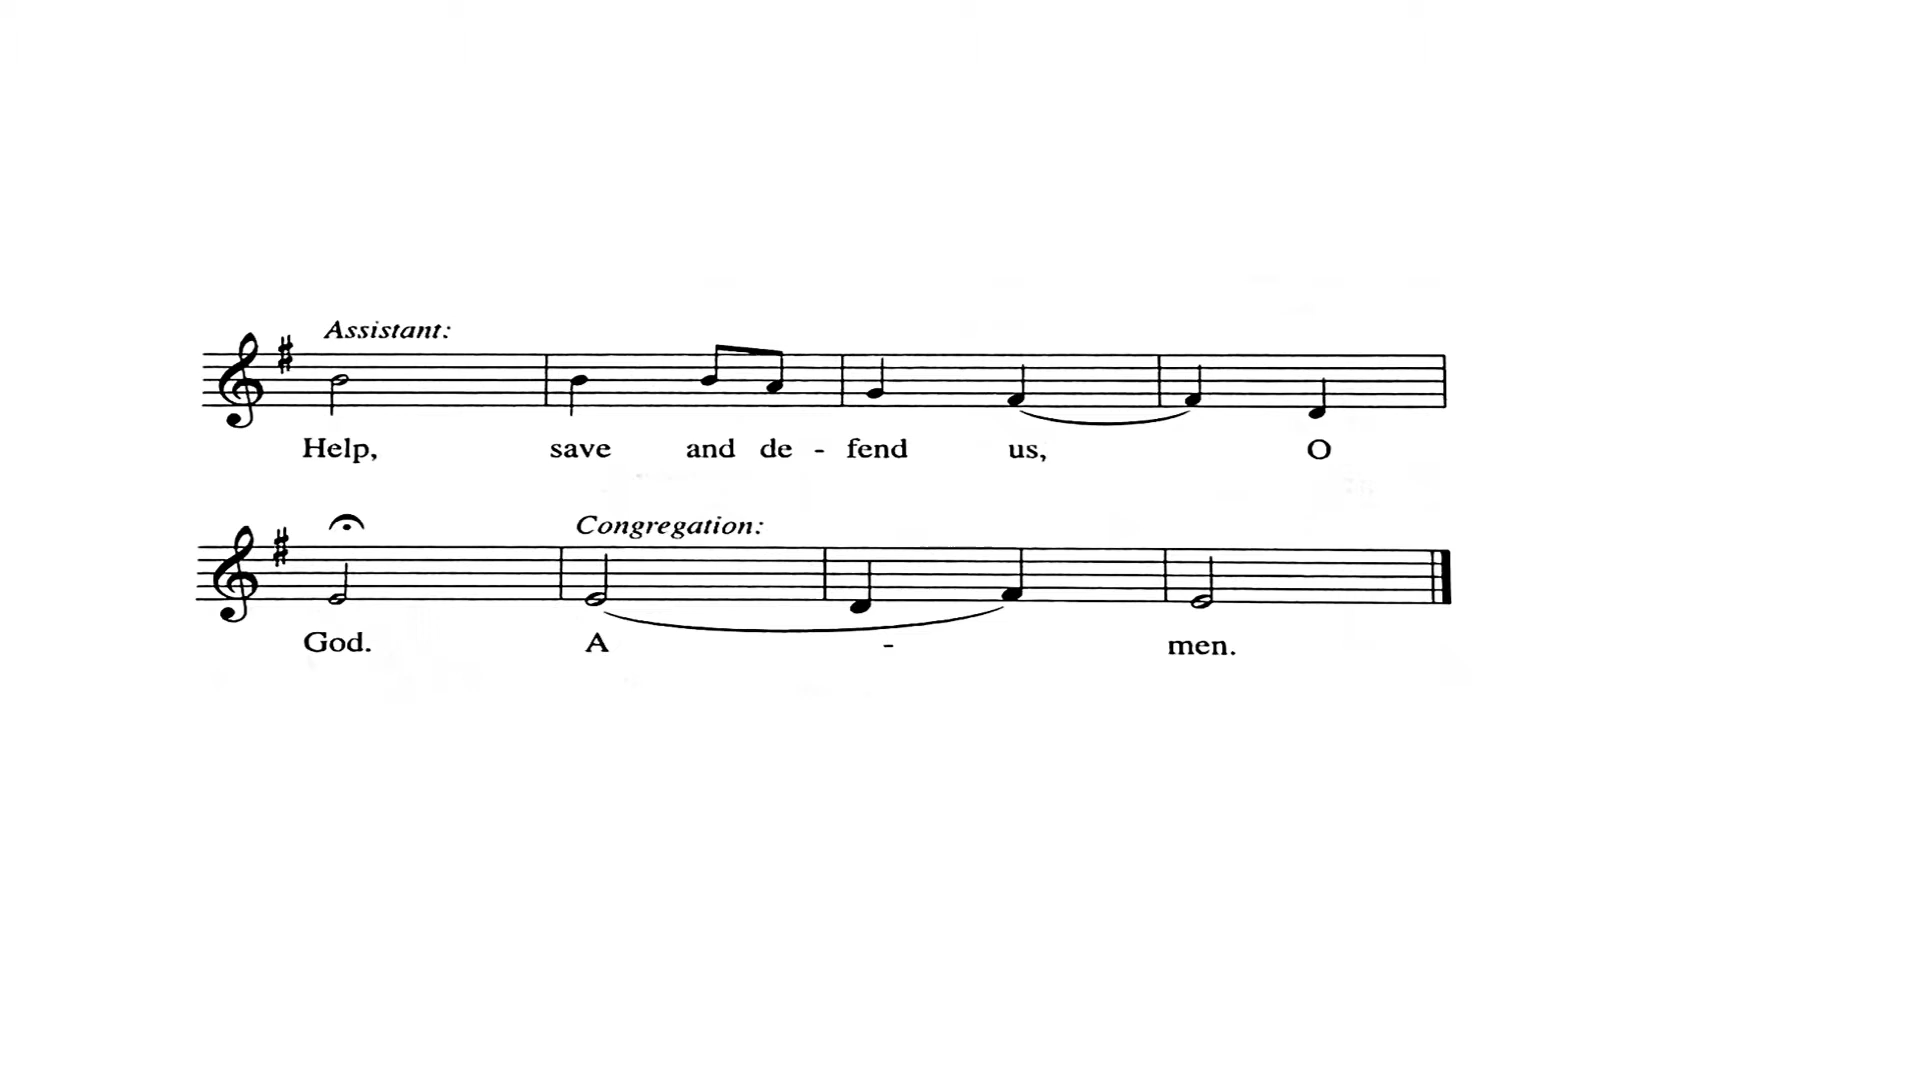 Assistant:
Help, save and de - fend us, O
Congregation:
God. A - men.